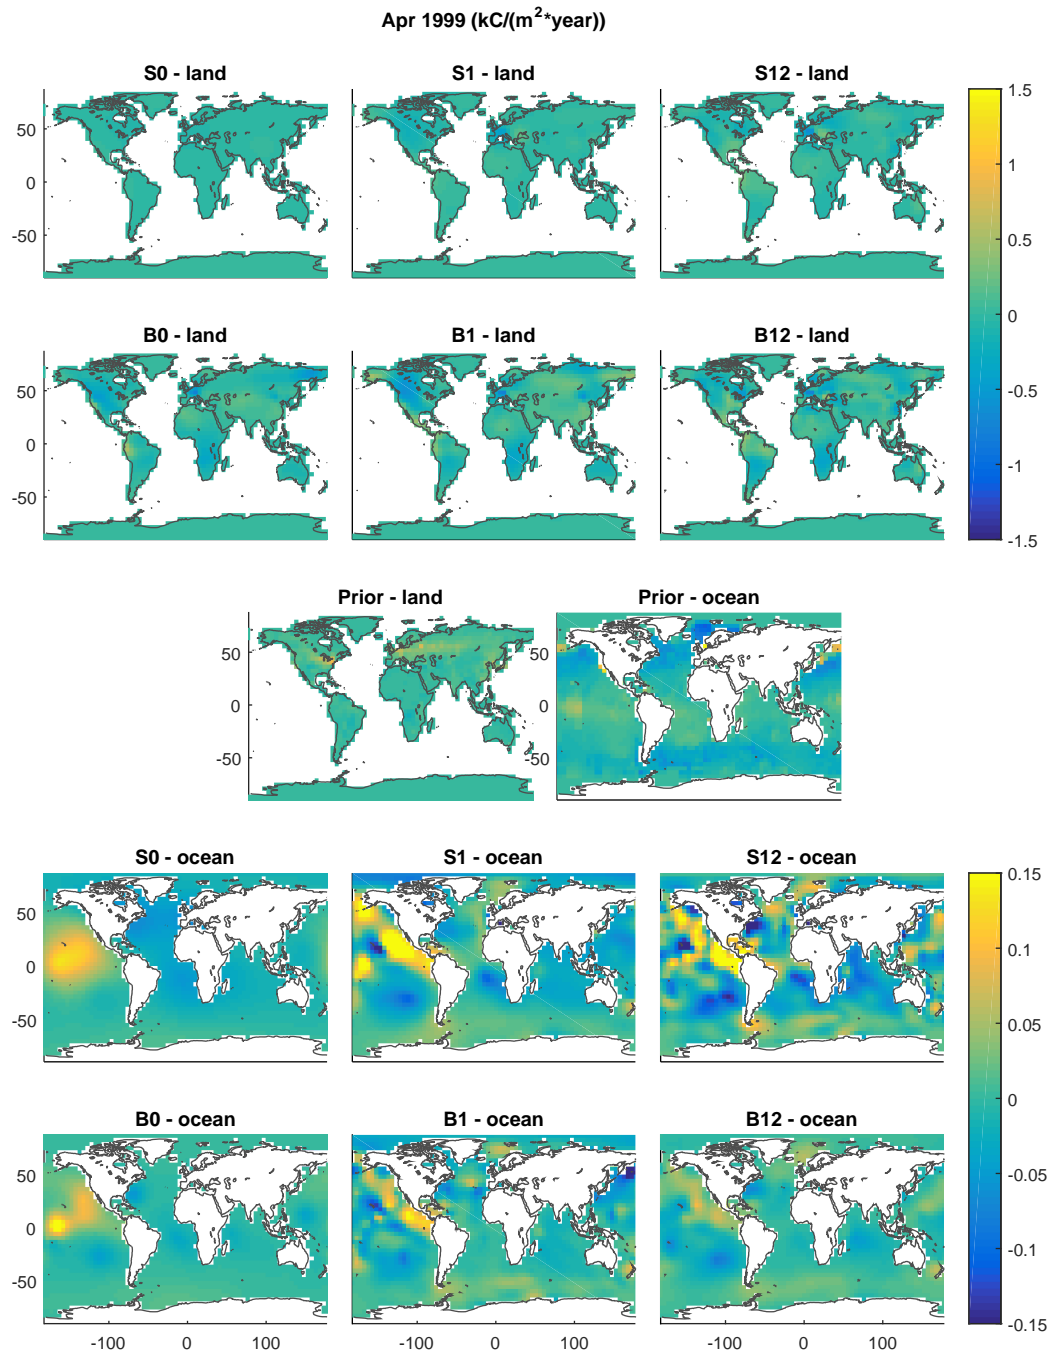 Apr 1999 (kC/(m²*year))
S0 - land
S1 - land
S12 - land
50
0
-50
1.5
1
0.5
0
-0.5
-1
-1.5
B0 - land
B1 - land
B12 - land
50
0
-50
Prior - land
Prior - ocean
50
0
-50
50
0
-50
S0 - ocean
S1 - ocean
S12 - ocean
50
0
-50
0.15
0.1
0.05
0
-0.05
-0.1
-0.15
B0 - ocean
B1 - ocean
B12 - ocean
50
0
-50
-100 0 100
-100 0 100
-100 0 100